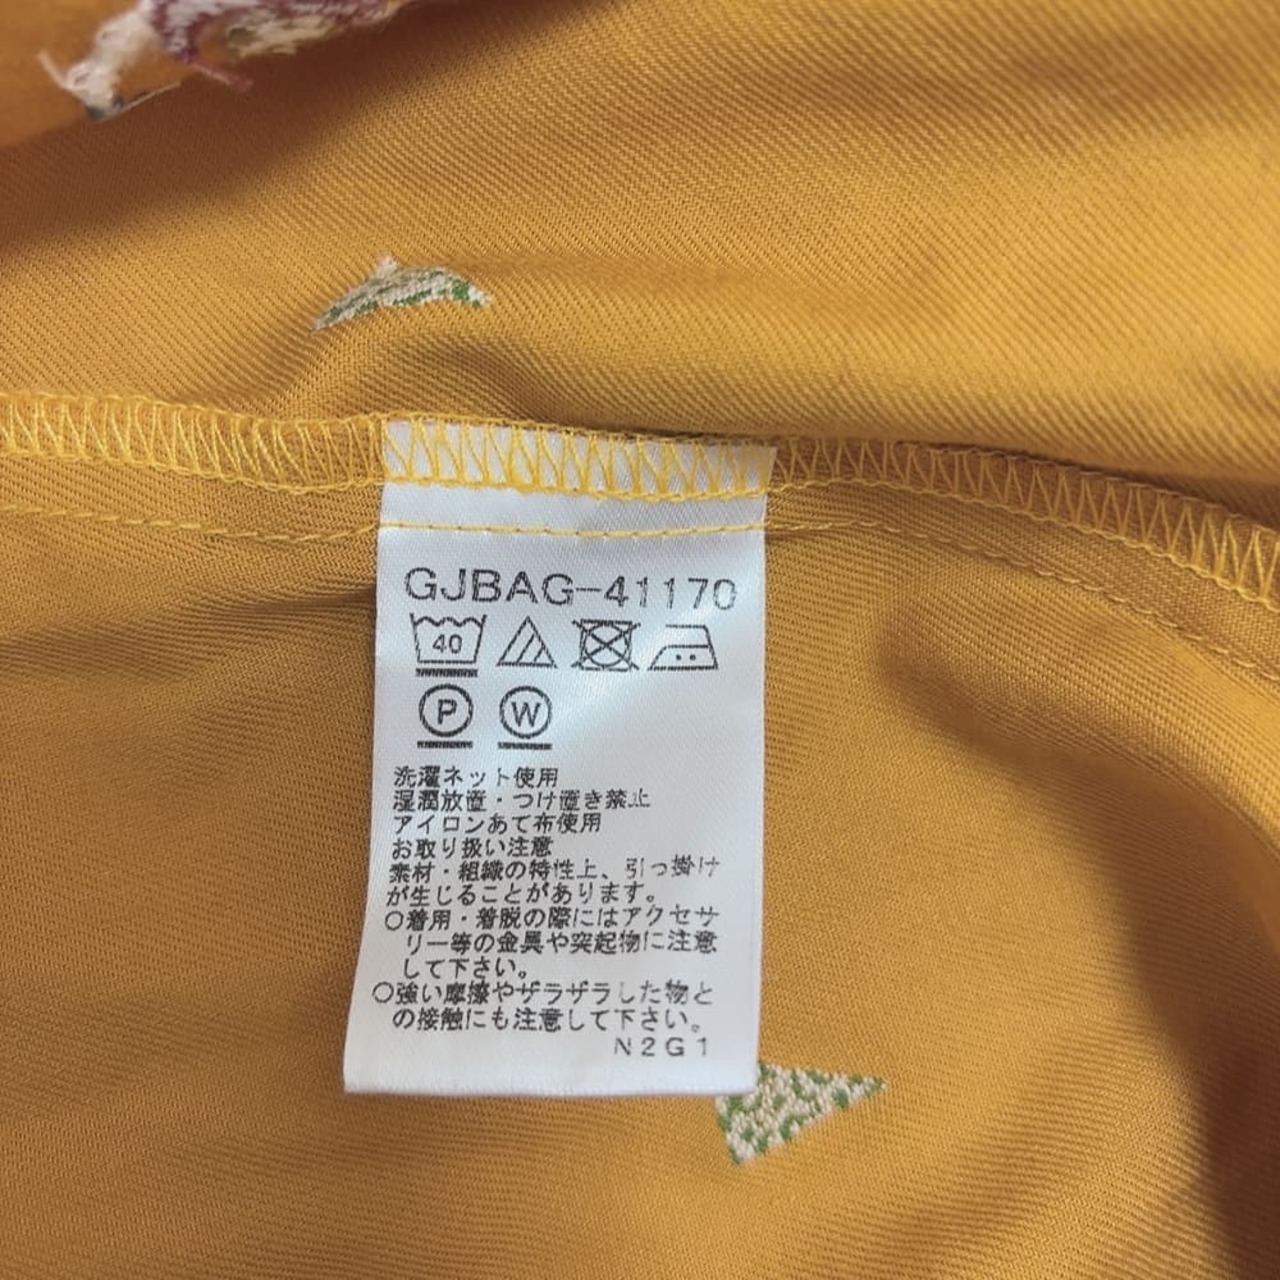 GJBAG-41170
40
P W
洗濯ネット使用
湿潤放置・つけ置き禁止
アイロンあて布使用
お取り扱い注意
素材・組織の特性上、引っ掛け
が生じることがあります。
○着用・着脱の際にはアクセサ
リー等の金具や突起物に注意
して下さい。
○強い摩擦やザラザラした物と
の接触にも注意して下さい。
N2G1